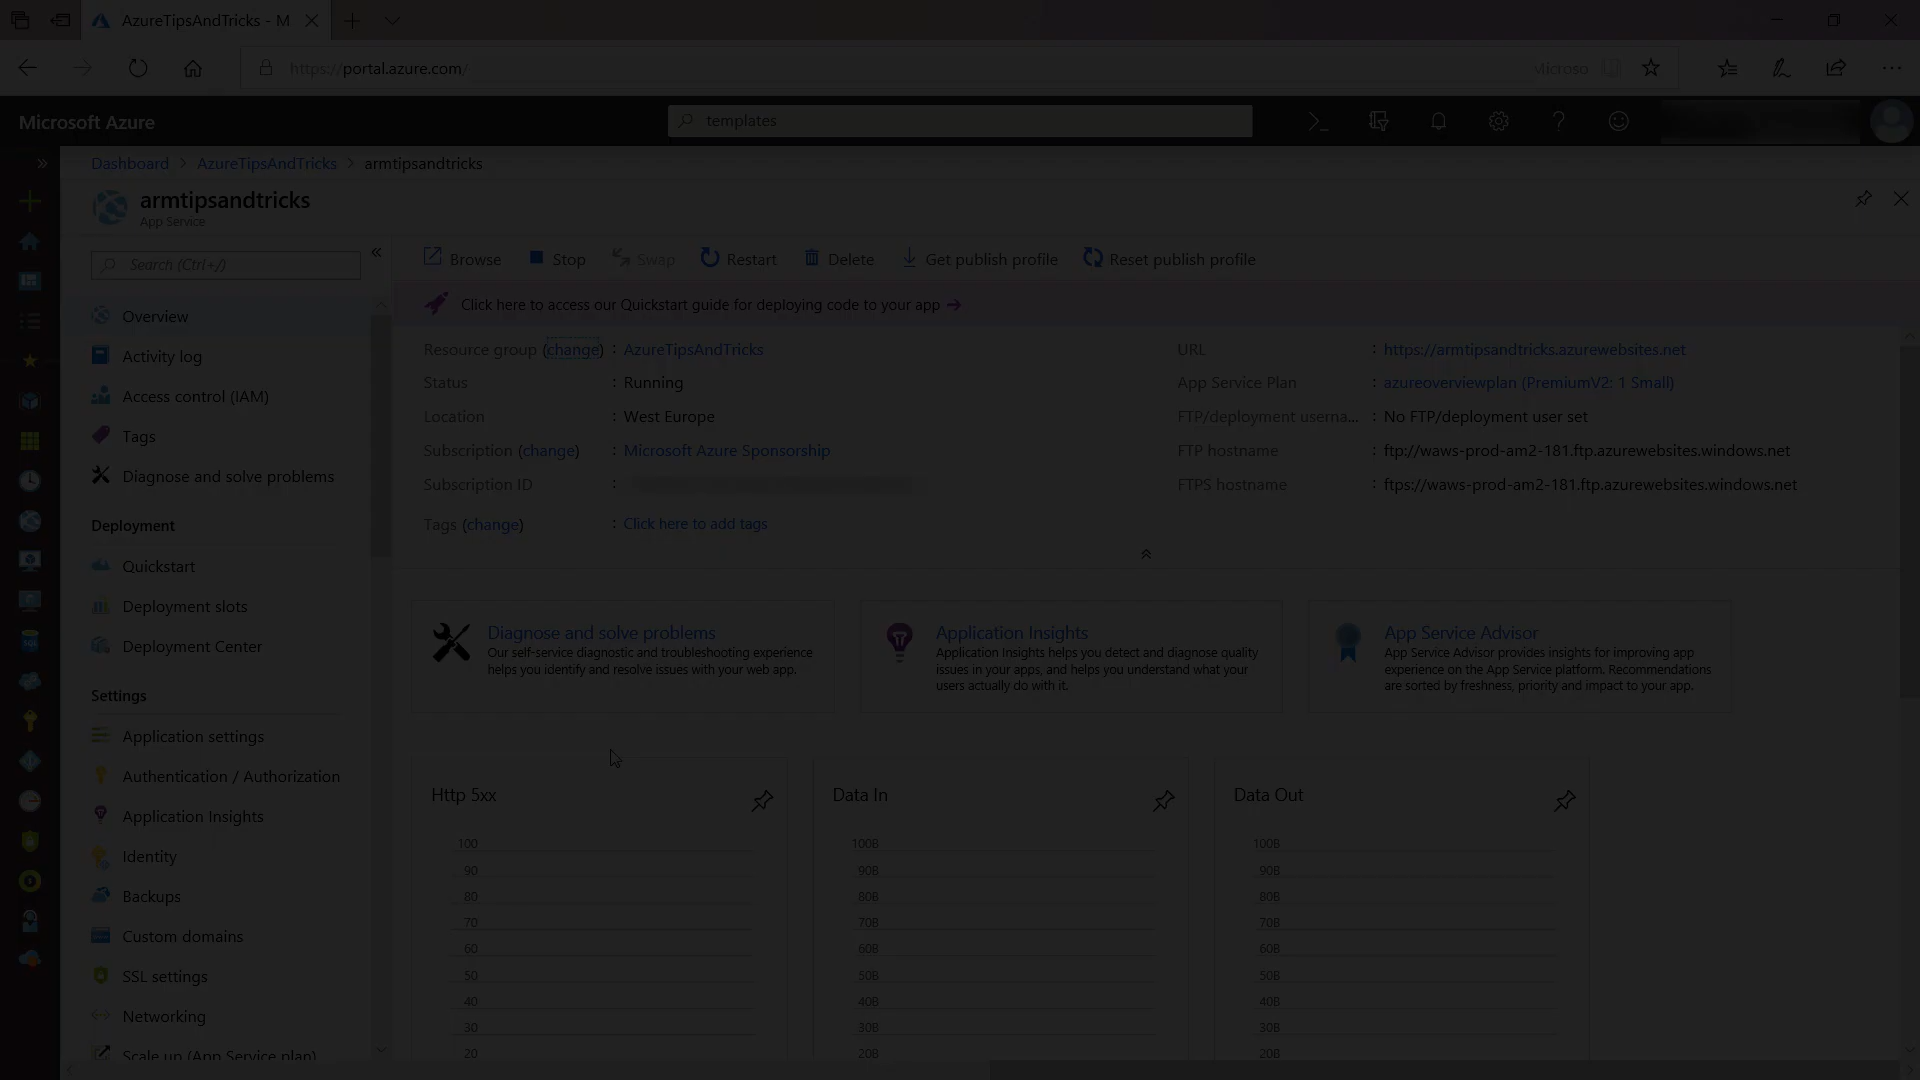 AzureTipsAndTricks - M
https://portal.azure.com/
Microso
Microsoft Azure
templates
Dashboard > AzureTipsAndTricks > armtipsandtricks
armtipsandtricks
App Service
Search (Ctrl+/)
Overview
Activity log
Access control (IAM)
Tags
Diagnose and solve problems
Deployment
Quickstart
Deployment slots
Deployment Center
Settings
Application settings
Authentication / Authorization
Application Insights
Identity
Backups
Custom domains
SSL settings
Networking
Scale up (App Service plan)
Browse Stop Swap Restart Delete Get publish profile Reset publish profile
Click here to access our Quickstart guide for deploying code to your app →
Resource group (change) : AzureTipsAndTricks
Status : Running
Location : West Europe
Subscription (change) : Microsoft Azure Sponsorship
Subscription ID :
Tags (change) : Click here to add tags
URL : https://armtipsandtricks.azurewebsites.net
App Service Plan : azureoverviewplan (PremiumV2: 1 Small)
FTP/deployment userna... : No FTP/deployment user set
FTP hostname : ftp://waws-prod-am2-181.ftp.azurewebsites.windows.net
FTPS hostname : ftps://waws-prod-am2-181.ftp.azurewebsites.windows.net
Diagnose and solve problems
Our self-service diagnostic and troubleshooting experience
helps you identify and resolve issues with your web app.
Application Insights
Application Insights helps you detect and diagnose quality
issues in your apps, and helps you understand what your
users actually do with it.
App Service Advisor
App Service Advisor provides insights for improving app
experience on the App Service platform. Recommendations
are sorted by freshness, priority and impact to your app.
Http 5xx
100
90
80
70
60
50
40
30
20
Data In
100B
90B
80B
70B
60B
50B
40B
30B
20B
Data Out
100B
90B
80B
70B
60B
50B
40B
30B
20B